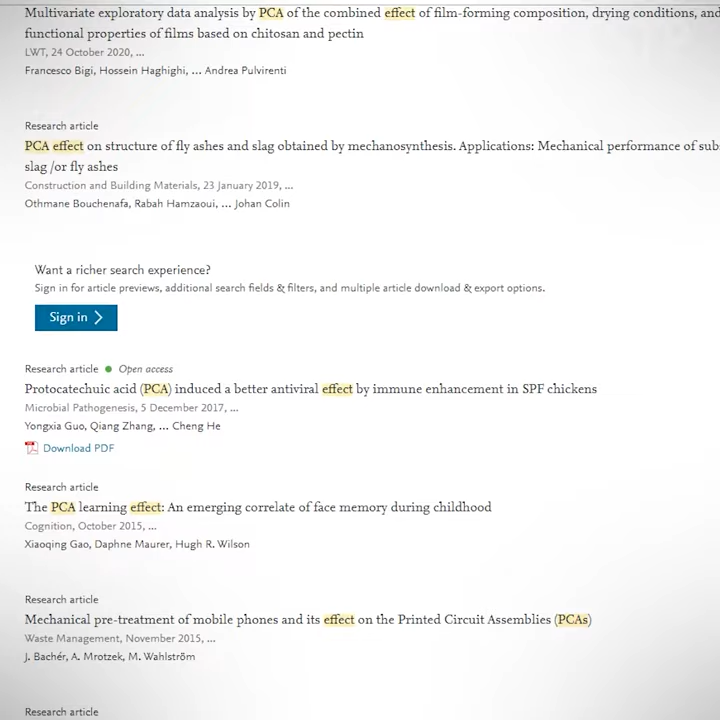 Multivariate exploratory data analysis by PCA of the combined effect of film-forming composition, drying conditions, and
functional properties of films based on chitosan and pectin
LWT, 24 October 2020, ...
Francesco Bigi, Hossein Haghighi, ... Andrea Pulvirenti
Research article
PCA effect on structure of fly ashes and slag obtained by mechanosynthesis. Applications: Mechanical performance of sub
slag /or fly ashes
Construction and Building Materials, 23 January 2019, ...
Othmane Bouchenafa, Rabah Hamzaoui, ... Johan Colin
Want a richer search experience?
Sign in for article previews, additional search fields & filters, and multiple article download & export options.
Sign in
Research article Open access
Protocatechuic acid (PCA) induced a better antiviral effect by immune enhancement in SPF chickens
Microbial Pathogenesis, 5 December 2017, ...
Yongxia Guo, Qiang Zhang, ... Cheng He
Download PDF
Research article
The PCA learning effect: An emerging correlate of face memory during childhood
Cognition, October 2015, ...
Xiaoqing Gao, Daphne Maurer, Hugh R. Wilson
Research article
Mechanical pre-treatment of mobile phones and its effect on the Printed Circuit Assemblies (PCAs)
Waste Management, November 2015, ...
J. Bachér, A. Mrotzek, M. Wahlström
Research article